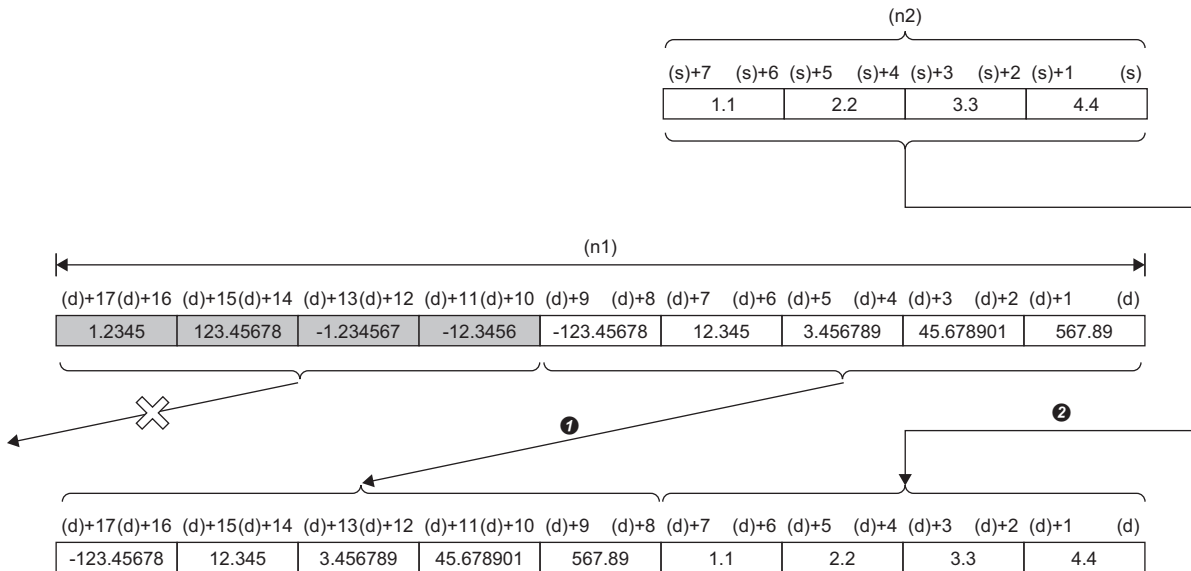 (n2)
(s)+7 (s)+6 (s)+5 (s)+4 (s)+3 (s)+2 (s)+1 (s)
1.1 2.2 3.3 4.4
(n1)
(d)+17(d)+16 (d)+15(d)+14 (d)+13(d)+12 (d)+11(d)+10 (d)+9 (d)+8 (d)+7 (d)+6 (d)+5 (d)+4 (d)+3 (d)+2 (d)+1 (d)
1.2345 123.45678 -1.234567 -12.3456 -123.45678 12.345 3.456789 45.678901 567.89
❶ ❷
(d)+17(d)+16 (d)+15(d)+14 (d)+13(d)+12 (d)+11(d)+10 (d)+9 (d)+8 (d)+7 (d)+6 (d)+5 (d)+4 (d)+3 (d)+2 (d)+1 (d)
-123.45678 12.345 3.456789 45.678901 567.89 1.1 2.2 3.3 4.4